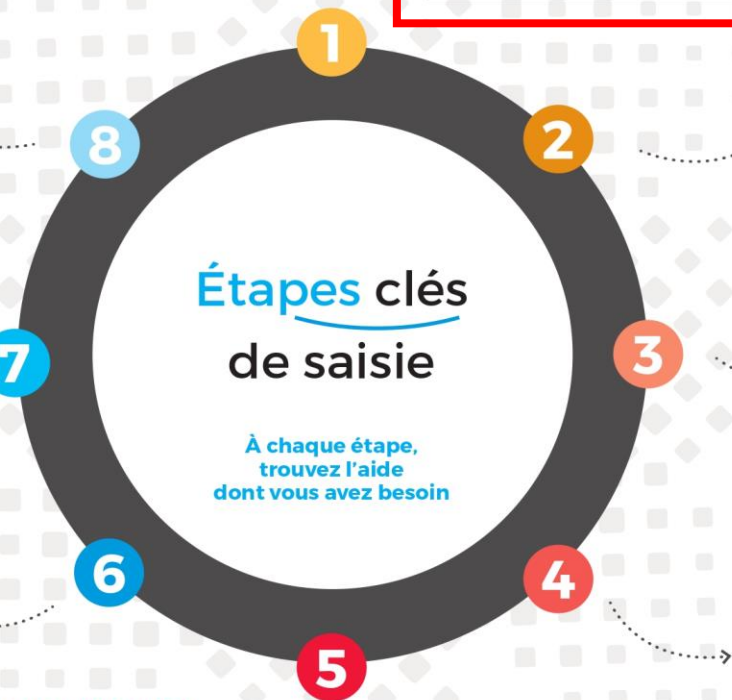 1
2
8
3
7
Étapes clés
de saisie
À chaque étape,
trouvez l'aide
dont vous avez besoin
6
4
5